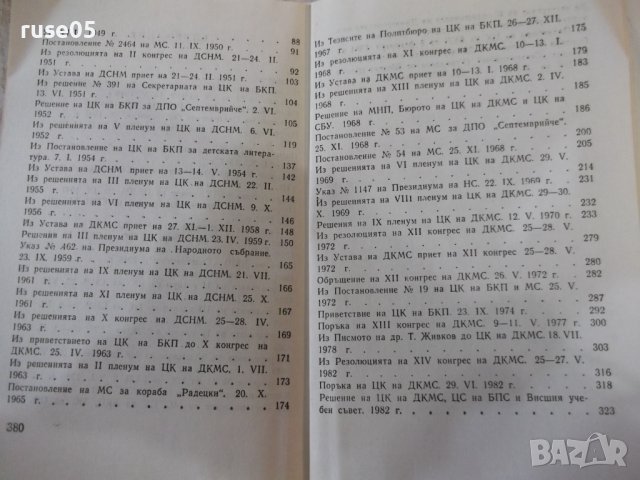 ruse05
49 г. 88
Постановление № 2464 на МС. 11. IX. 1950 г. 91
Из резолюцията на II конгрес на ДСНМ. 21—24. II.
1951 г. 92
Из Устава на ДСНМ приет на 21—24. II. 1951 г. 103
Из решение № 391 на Секретариата на ЦК на БКП.
13. VI. 1951 г. 104
Решение на ЦК на БКП за ДПО „Септемврийче“. 2. VI.
1952 г. 105
Из решенията на V пленум на ЦК на ДСНМ. 6. VI.
1952 г. 119
Из Постановление на ЦК на БКП за детската литера-
тура. 7. I. 1954 г. 137
Из Устава на ДСНМ приет на 13—14. V. 1954 г. 142
Из решения на III пленум на ЦК на ДСНМ. 22. II.
1955 г. 144
Из решенията на VI пленум на ЦК на ДСНМ. 9. X.
1956 г. 146
Из Устава на ДКМС приет на 27. XI.—1. XII. 1958 г. 148
Решения на III пленум на ЦК на ДСНМ. 23. IV. 1959 г. 150
Указ № А62. на Президиума на Народното събрание.
23. IX. 1959 г. 165
Из решенията на IX пленум на ЦК на ДСНМ. 21. VII.
1961 г. 166
Из решенията на XI пленум на ЦК на ДСНМ. 25. X.
1961 г. 167
Из решенията на X конгрес на ДСНМ. 25—28. IV.
1963 г. 169
Из приветствието на ЦК на БКП до X конгрес на
ДКМС. 25. IV. 1963 г. 171
Из решенията на II пленум на ЦК на ДКМС. 1. VII.
1963 г. 173
Постановление на МС за кораба „Радецки“. 20. X.
1965 г. 174
380
Из Тезисите на Политбюро на ЦК на БКП. 26—27. XII.
1967 г. 175
Из резолюцията на XI конгрес на ДКМС. 10—13. I.
1968 г. 179
Из Устава на ДКМС приет на 10—13. I. 1968 г. 182
Из решенията на XIII пленум на ЦК на ДКМС. 2. IV.
1968 г. 183
Решение на МНП, Бюрото на ЦК на ДКМС и ЦК на
СБУ. 1968 г. 186
Постановление № 53 на МС за ДПО „Септемврийче“.
25. XI. 1968 г. 200
Постановление № 54 на МС. 25. XI. 1968 г. 205
Из решенията на VI пленум на ЦК на ДКМС. 29. V.
1969 г. 214
Указ № 1147 на Президиума на НС. 22. IX. 1969 г. 231
Из решенията на VIII пленум на ЦК на ДКМС. 29—30.
X. 1969 г. 232
Решения на IX пленум на ЦК на ДКМС. 12. V. 1970 г. 233
Из резолюцията на XII конгрес на ДКМС. 25—28. V.
1972 г. 279
Из Устава на ДКМС приет на XII конгрес. 25—28. V.
1972 г. 280
Обръщение на XII конгрес на ДКМС. 26. V. 1972 г. 282
Из Постановление № 19 на ЦК на БКП и МС. 25. V.
1972 г. 287
Приветствие на ЦК на БКП. 23. IX. 1974 г. 292
Поръка на XIII конгрес на ДКМС. 9—11. V. 1977 г. 300
Из Писмото на др. Т. Живков до ЦК на ДКМС. 18. VII.
1978 г. 303
Из Резолюцията на XIV конгрес на ДКМС. 25—27. V.
1982 г. 316
Поръка на ЦК на ДКМС. 29. VI. 1982 г. 318
Решение на ЦК на ДКМС, ЦС на БПС и Висшия уче-
бен съвет. 1982 г. 323
BAZAR